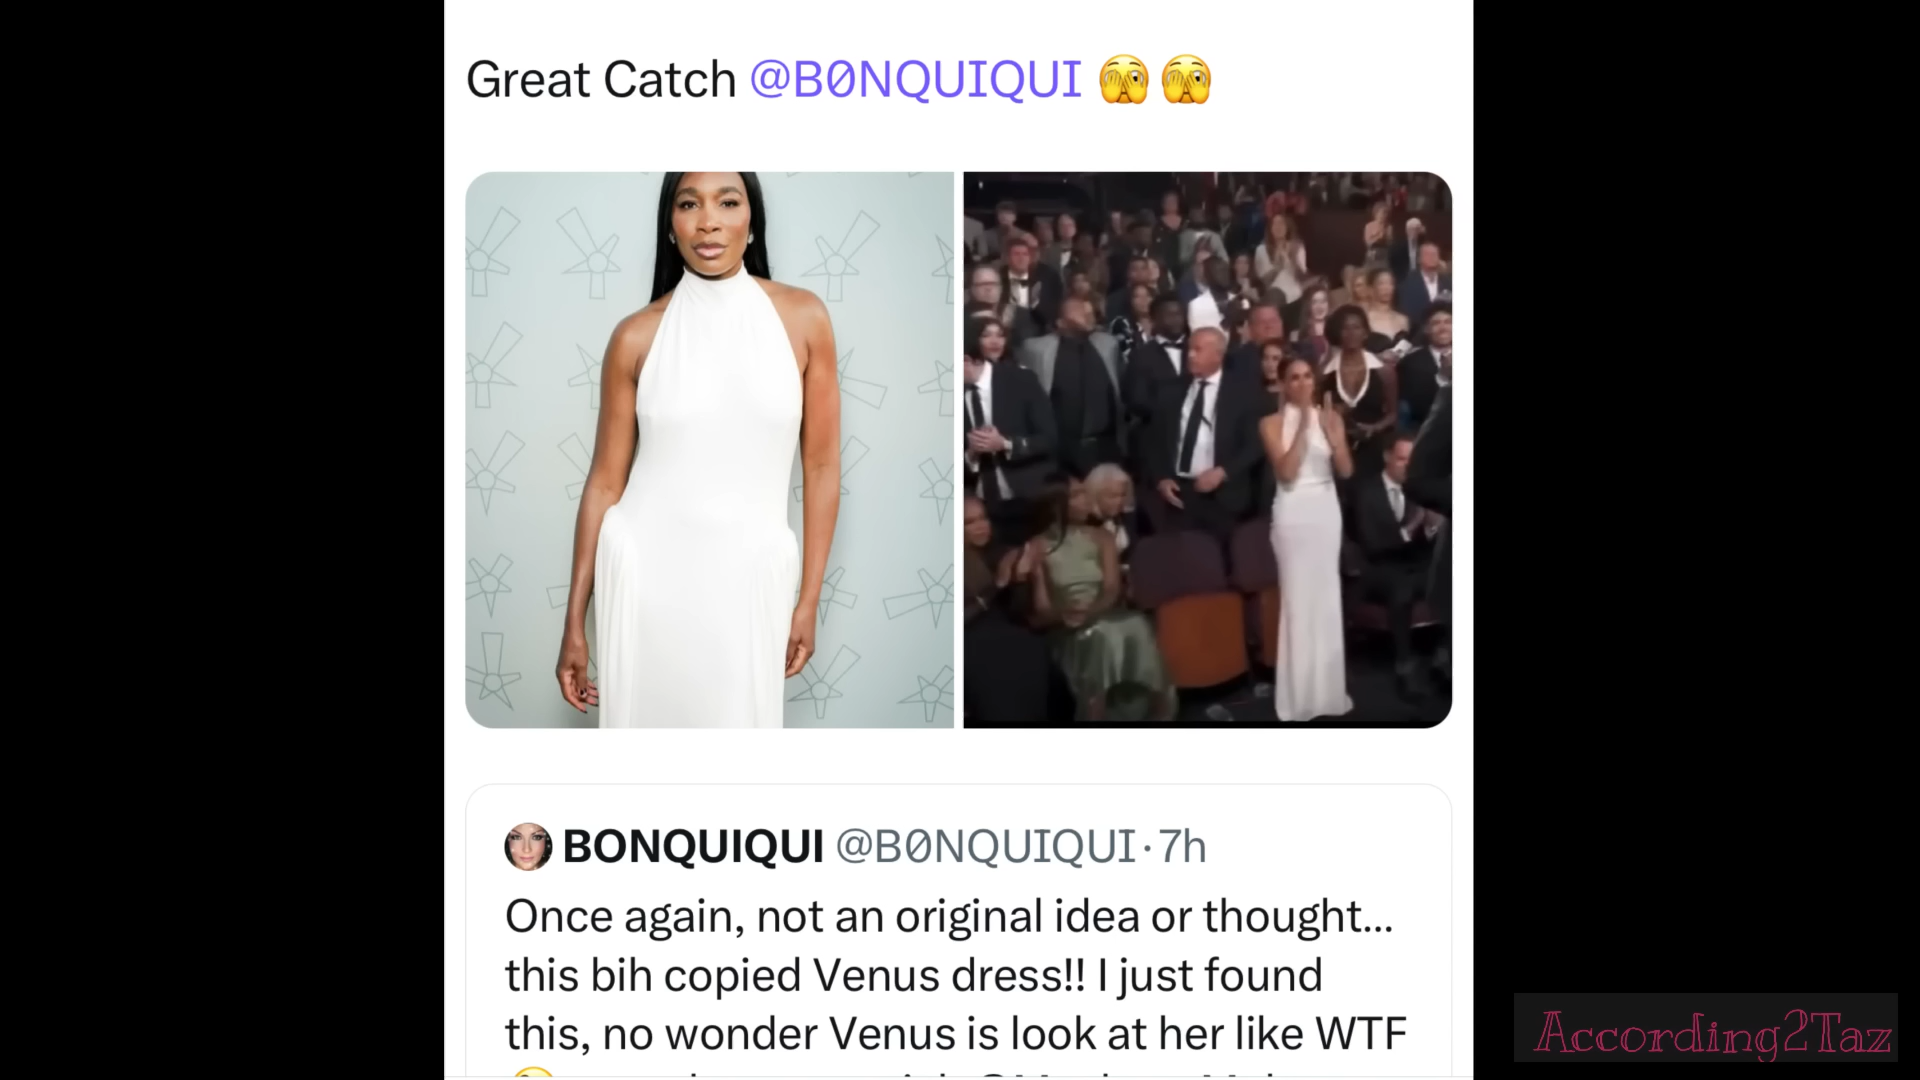 Great Catch @B0NQUIQUI 🫣 🫣
BONQUIQUI @B0NQUIQUI · 7h
Once again, not an original idea or thought...
this bih copied Venus dress!! I just found
this, no wonder Venus is look at her like WTF
According2Taz